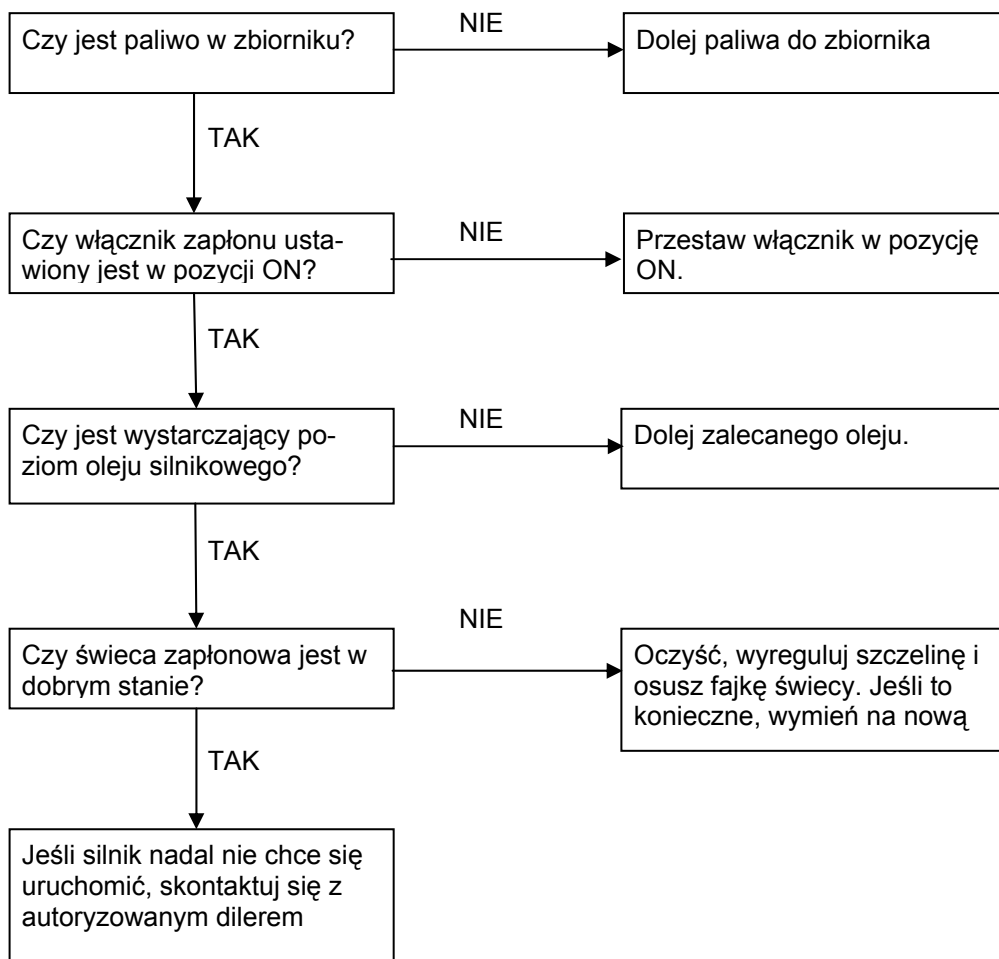 Czy jest paliwo w zbiorniku?
NIE
Dolej paliwa do zbiornika
TAK
Czy włącznik zapłonu usta-
wiony jest w pozycji ON?
NIE
Przestaw włącznik w pozycję
ON.
TAK
Czy jest wystarczający po-
ziom oleju silnikowego?
NIE
Dolej zalecanego oleju.
TAK
Czy świeca zapłonowa jest w
dobrym stanie?
NIE
Oczyść, wyreguluj szczelinę i
osusz fajkę świecy. Jeśli to
konieczne, wymień na nową
TAK
Jeśli silnik nadal nie chce się
uruchomić, skontaktuj się z
autoryzowanym dilerem